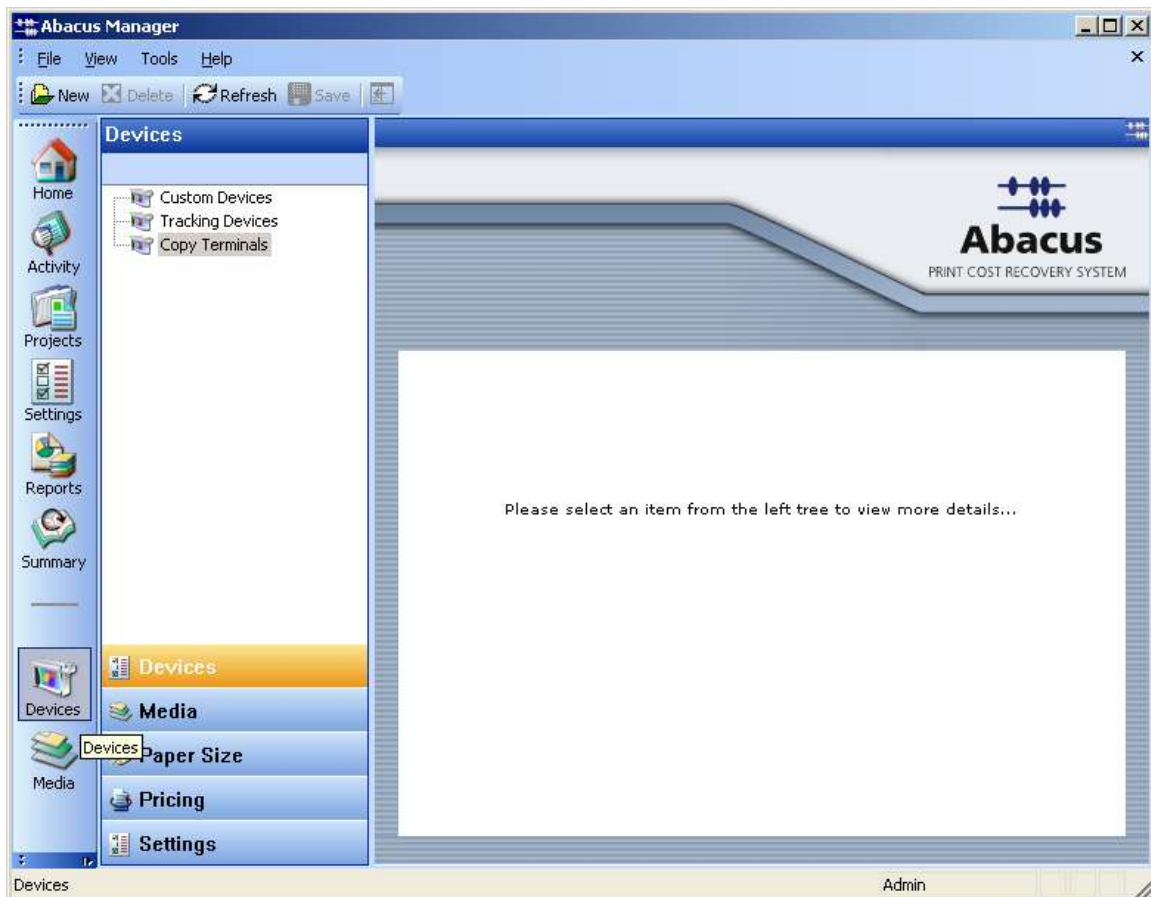 Abacus Manager
File View Tools Help
New Delete Refresh Save
Devices
Home
Activity
Projects
Settings
Reports
Summary
Devices
Media
Custom Devices
Tracking Devices
Copy Terminals
Devices
Media
Paper Size
Pricing
Settings
Devices
Abacus
PRINT COST RECOVERY SYSTEM
Please select an item from the left tree to view more details...
Devices
Admin